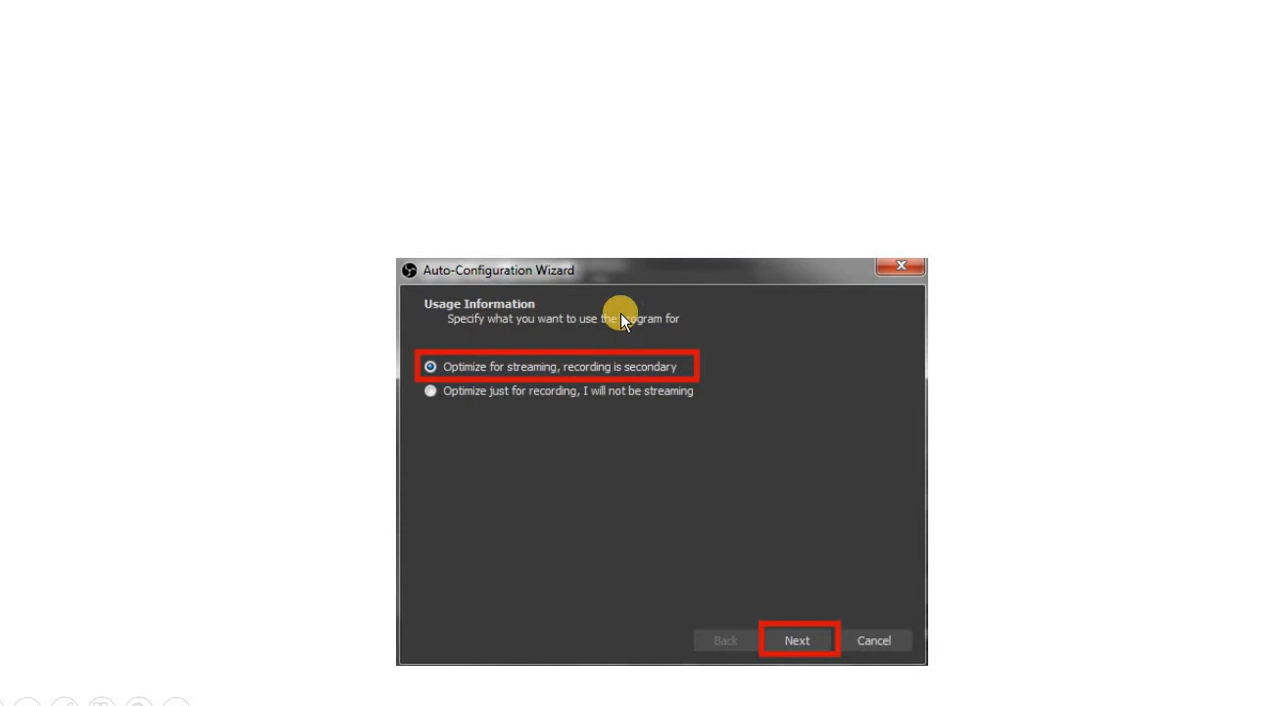 Auto-Configuration Wizard
Usage Information
Specify what you want to use the program for
Optimize for streaming, recording is secondary
Optimize just for recording, I will not be streaming
Back Next Cancel